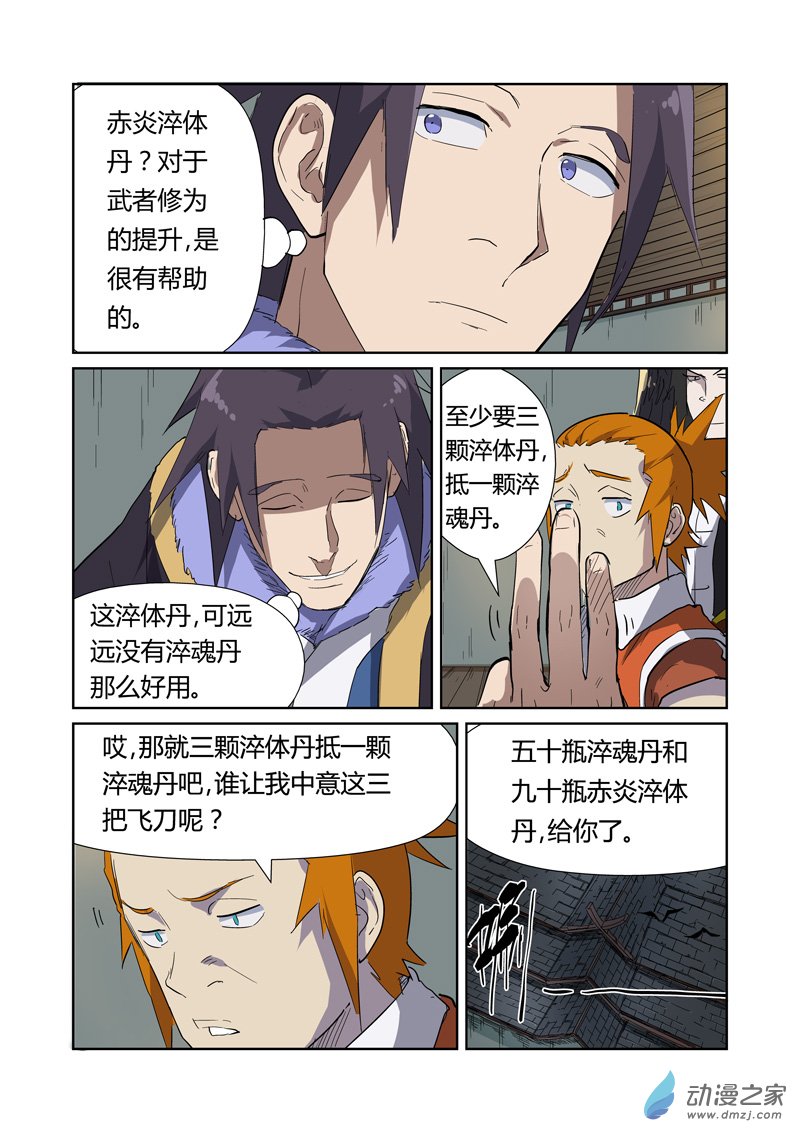 赤炎淬体
丹？对于
武者修为
的提升，是
很有帮助
的。
这淬体丹，可远
远没有淬魂丹
那么好用。
至少要三
颗淬体丹，
抵一颗淬
魂丹。
哎，那就三颗淬体丹抵一颗
淬魂丹吧，谁让我中意这三
把飞刀呢？
五十瓶淬魂丹和
九十瓶赤炎淬体
丹，给你了。
动漫之家
www.dmzj.com